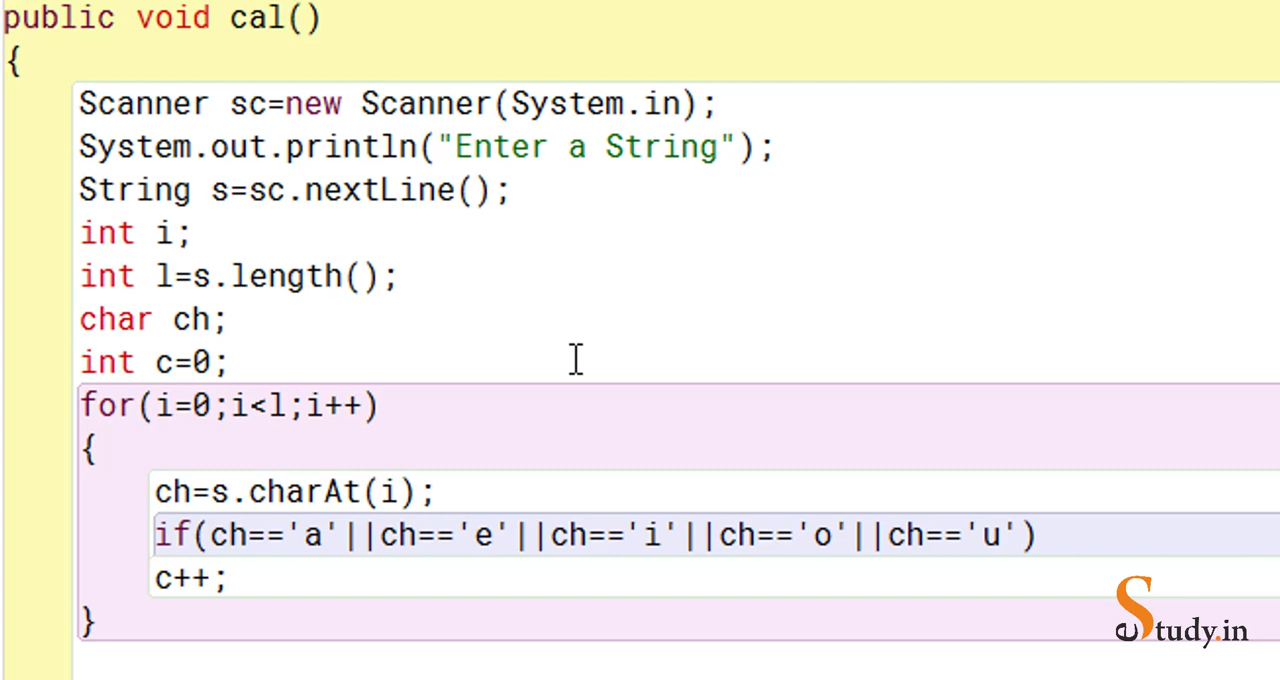 public void cal()
{
Scanner sc=new Scanner(System.in);
System.out.println("Enter a String");
String s=sc.nextLine();
int i;
int l=s.length();
char ch;
int c=0;
for(i=0;i<l;i++)
{
ch=s.charAt(i);
if(ch=='a'||ch=='e'||ch=='i'||ch=='o'||ch=='u')
c++;
}
eStudy.in